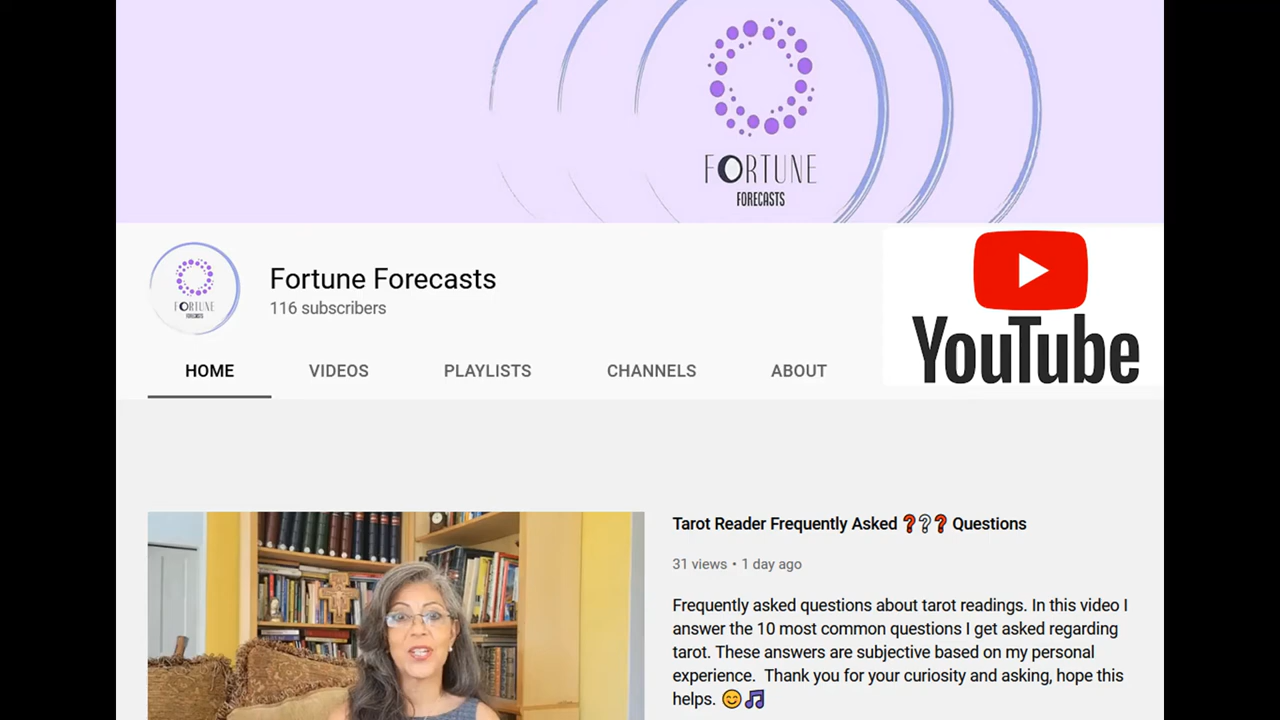 FORTUNE
FORECASTS
FORTUNE
FORECASTS
Fortune Forecasts
116 subscribers
YouTube
HOME VIDEOS PLAYLISTS CHANNELS ABOUT
Tarot Reader Frequently Asked ❓❔❓ Questions
31 views • 1 day ago
Frequently asked questions about tarot readings. In this video I
answer the 10 most common questions I get asked regarding
tarot. These answers are subjective based on my personal
experience.  Thank you for your curiosity and asking, hope this
helps. 😊🎵